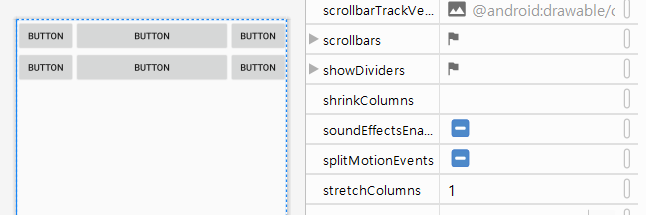 BUTTON BUTTON BUTTON
BUTTON BUTTON BUTTON
scrollbarTrackVe... @android:drawable/
scrollbars
showDividers
shrinkColumns
soundEffectsEna...
splitMotionEvents
stretchColumns 1